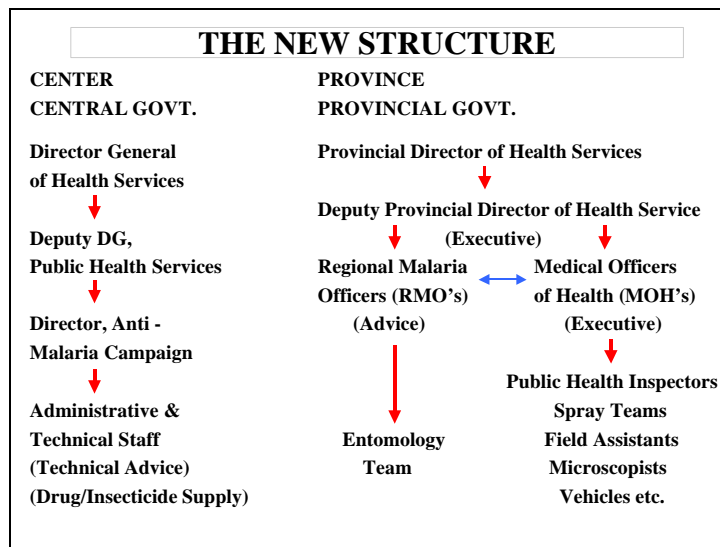 THE NEW STRUCTURE
CENTER
CENTRAL GOVT.
Director General
of Health Services
Deputy DG,
Public Health Services
Director, Anti -
Malaria Campaign
Administrative &
Technical Staff
(Technical Advice)
(Drug/Insecticide Supply)
PROVINCE
PROVINCIAL GOVT.
Provincial Director of Health Services
Deputy Provincial Director of Health Service
(Executive)
Regional Malaria
Officers (RMO's)
(Advice)
Entomology
Team
Medical Officers
of Health (MOH's)
(Executive)
Public Health Inspectors
Spray Teams
Field Assistants
Microscopists
Vehicles etc.